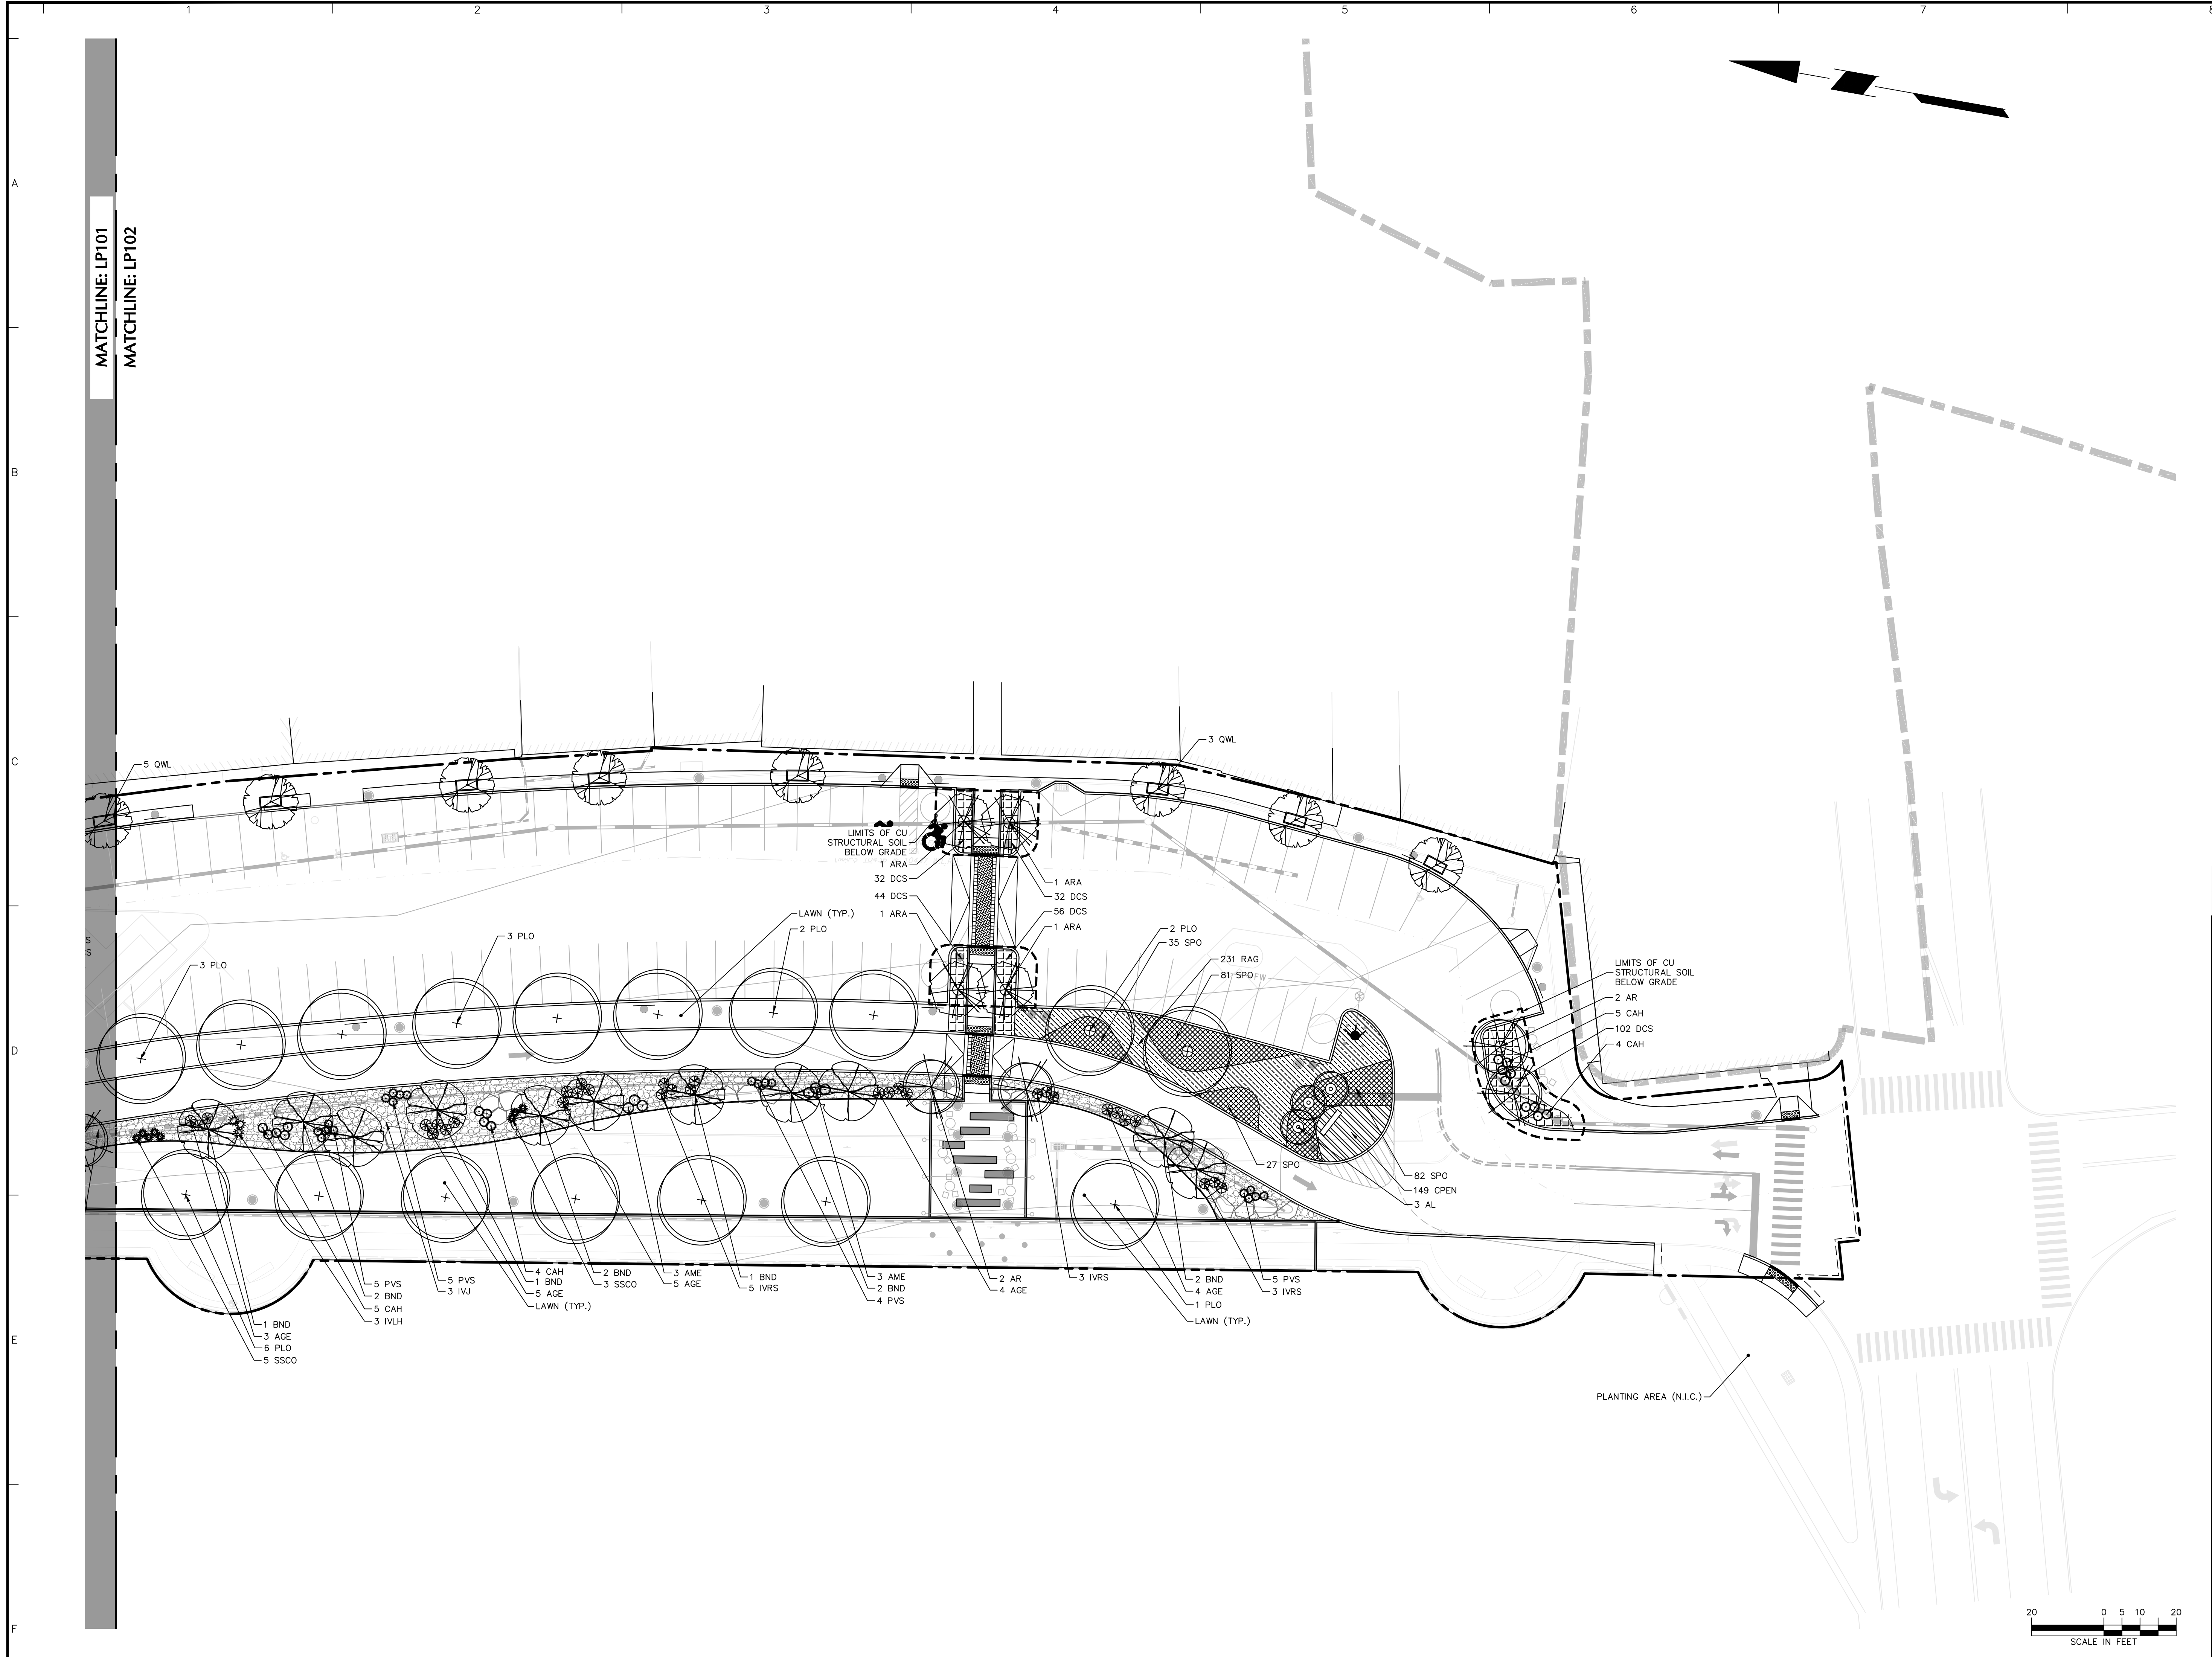 1
2
3
4
5
6
7
8
A
B
C
D
E
F
MATCHLINE: LP101
MATCHLINE: LP102
5 QWL
3 QWL
LIMITS OF CU
STRUCTURAL SOIL
BELOW GRADE
1 ARA
32 DCS
44 DCS
1 ARA
1 ARA
32 DCS
56 DCS
1 ARA
LAWN (TYP.)
2 PLO
3 PLO
3 PLO
S
CS
2 PLO
35 SPO
231 RAG
81 SPO
FW
LIMITS OF CU
STRUCTURAL SOIL
BELOW GRADE
2 AR
5 CAH
102 DCS
4 CAH
27 SPO
82 SPO
149 CPEN
3 AL
1 BND
3 AGE
6 PLO
5 SSCO
5 PVS
2 BND
5 CAH
3 IVLH
5 PVS
3 IVJ
4 CAH
1 BND
5 AGE
LAWN (TYP.)
2 BND
3 SSCO
3 AME
5 AGE
1 BND
5 IVRS
3 AME
2 BND
4 PVS
2 AR
4 AGE
3 IVRS
2 BND
4 AGE
1 PLO
LAWN (TYP.)
5 PVS
3 IVRS
PLANTING AREA (N.I.C.)
20 0 5 10 20
SCALE IN FEET